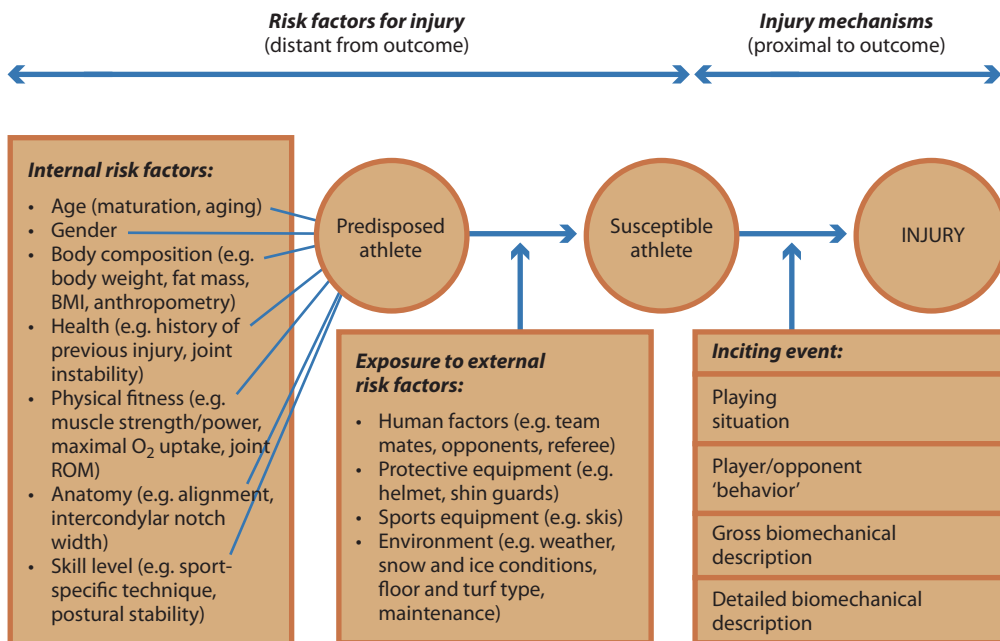 Risk factors for injury
(distant from outcome)
Injury mechanisms
(proximal to outcome)
Internal risk factors:
• Age (maturation, aging)
• Gender
• Body composition (e.g.
body weight, fat mass,
BMI, anthropometry)
• Health (e.g. history of
previous injury, joint
instability)
• Physical fitness (e.g.
muscle strength/power,
maximal O₂ uptake, joint
ROM)
• Anatomy (e.g. alignment,
intercondylar notch
width)
• Skill level (e.g. sport-
specific technique,
postural stability)
Predisposed
athlete
Susceptible
athlete
INJURY
Exposure to external
risk factors:
• Human factors (e.g. team
mates, opponents, referee)
• Protective equipment (e.g.
helmet, shin guards)
• Sports equipment (e.g. skis)
• Environment (e.g. weather,
snow and ice conditions,
floor and turf type,
maintenance)
Inciting event:
Playing
situation
Player/opponent
‘behavior’
Gross biomechanical
description
Detailed biomechanical
description